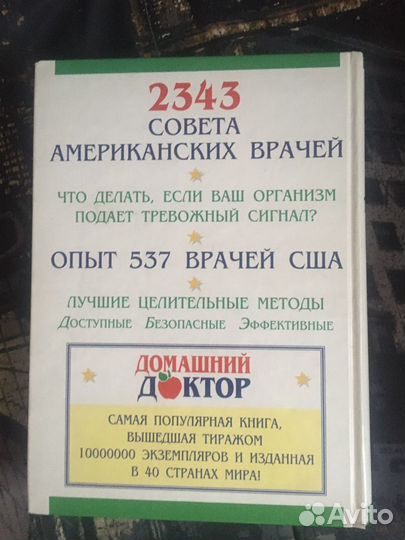 2343
СОВЕТА
АМЕРИКАНСКИХ ВРАЧЕЙ
ЧТО ДЕЛАТЬ, ЕСЛИ ВАШ ОРГАНИЗМ
ПОДАЕТ ТРЕВОЖНЫЙ СИГНАЛ?
ОПЫТ 537 ВРАЧЕЙ США
ЛУЧШИЕ ЦЕЛИТЕЛЬНЫЕ МЕТОДЫ
ДОСТУПНЫЕ БЕЗОПАСНЫЕ ЭФФЕКТИВНЫЕ
ДОМАШНИЙ
ДОКТОР
САМАЯ ПОПУЛЯРНАЯ КНИГА,
ВЫШЕДШАЯ ТИРАЖОМ
10000000 ЭКЗЕМПЛЯРОВ И ИЗДАННАЯ
В 40 СТРАНАХ МИРА!
Avito